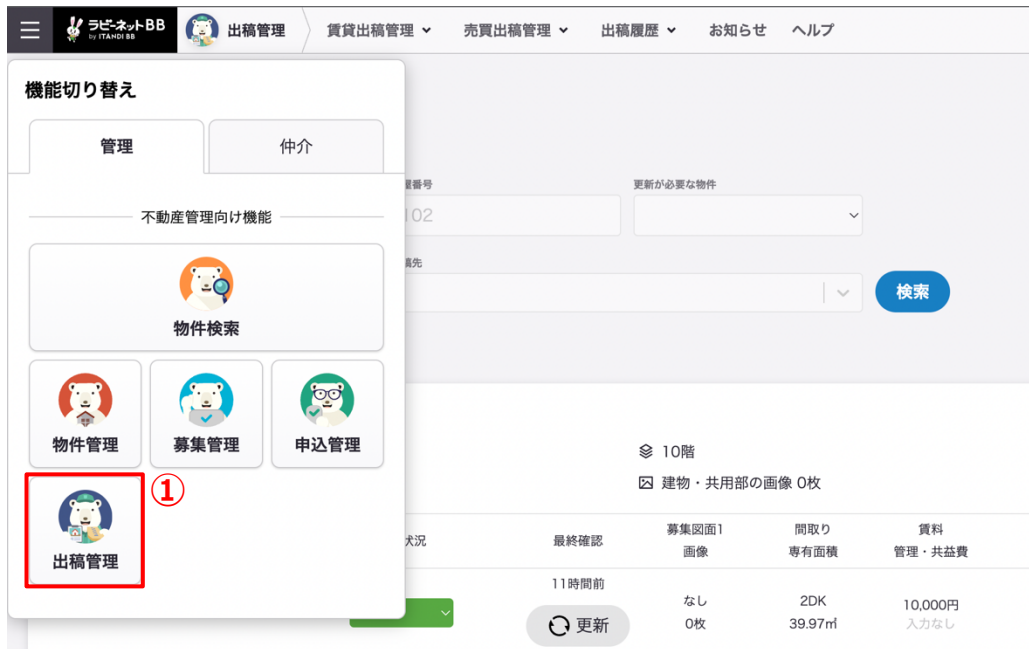 ラビーネットBB
by ITANDI BB
出稿管理
賃貸出稿管理
売買出稿管理
出稿履歴
お知らせ
ヘルプ
機能切り替え
管理
仲介
不動産管理向け機能
物件検索
物件管理
募集管理
申込管理
出稿管理
①
番号
102
更新が必要な物件
稿先
検索
10階
建物・共用部の画像 0枚
状況
最終確認
募集図面1
画像
間取り
専有面積
賃料
管理・共益費
11時間前
更新
なし
0枚
2DK
39.97㎡
10,000円
入力なし